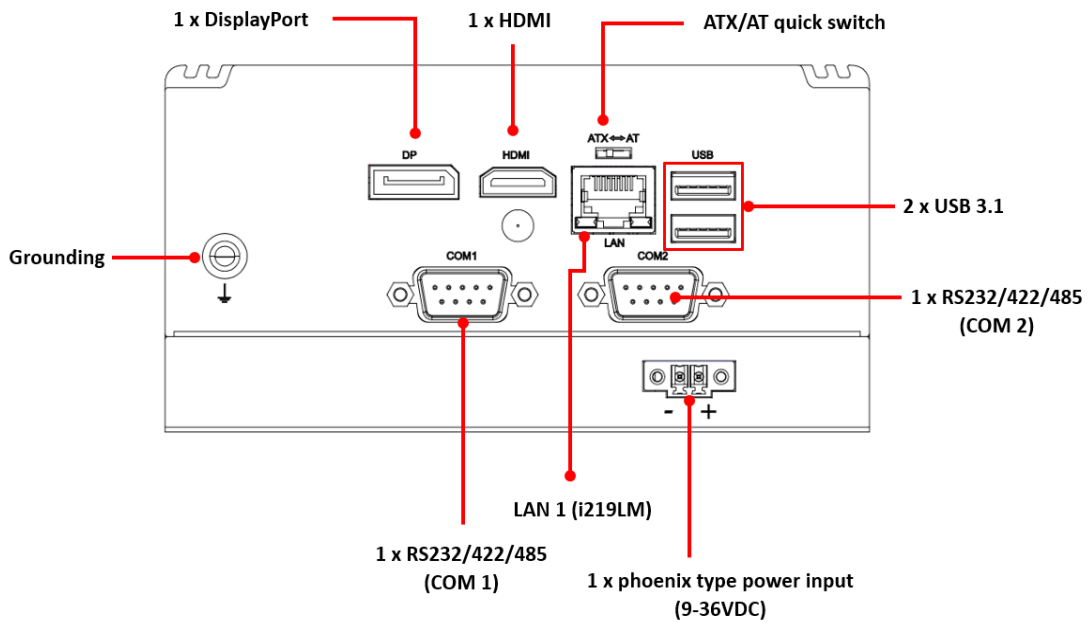 1 x DisplayPort
1 x HDMI
ATX/AT quick switch
ATX⇔AT
DP
HDMI
USB
2 x USB 3.1
LAN
Grounding
COM1
COM2
1 x RS232/422/485
(COM 2)
- +
LAN 1 (i219LM)
1 x RS232/422/485
(COM 1)
1 x phoenix type power input
(9-36VDC)